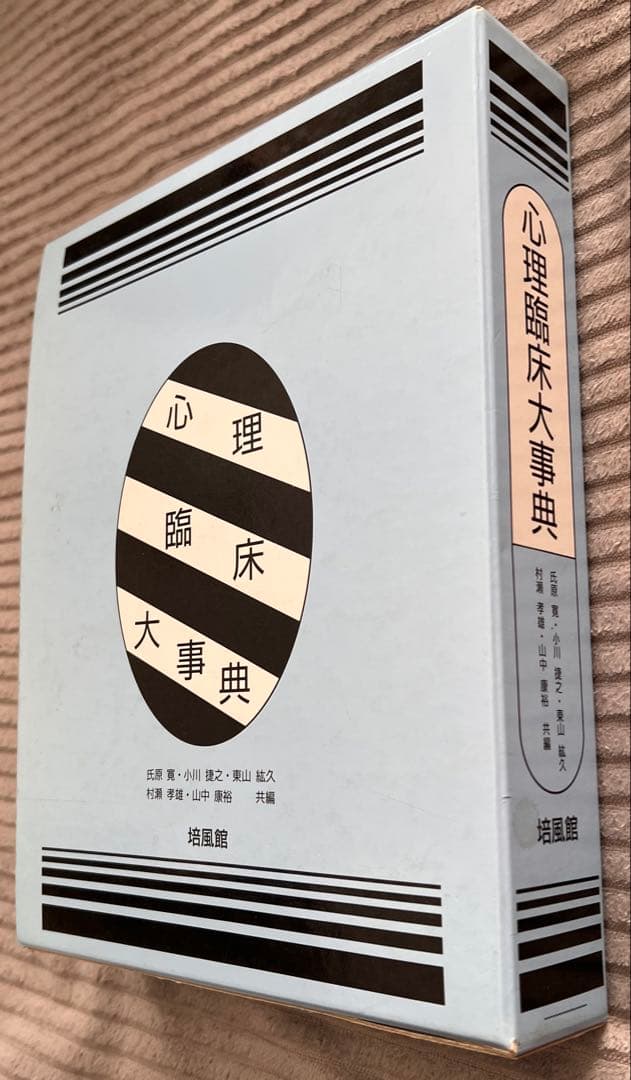 心理
臨床
大事典
氏原 寛・小川 捷之・東山 紘久
村瀬 孝雄・山中 康裕 共編
培風館
心理臨床大事典
氏原 寛・小川 捷之・東山 紘久
村瀬 孝雄・山中 康裕 共編
培風館